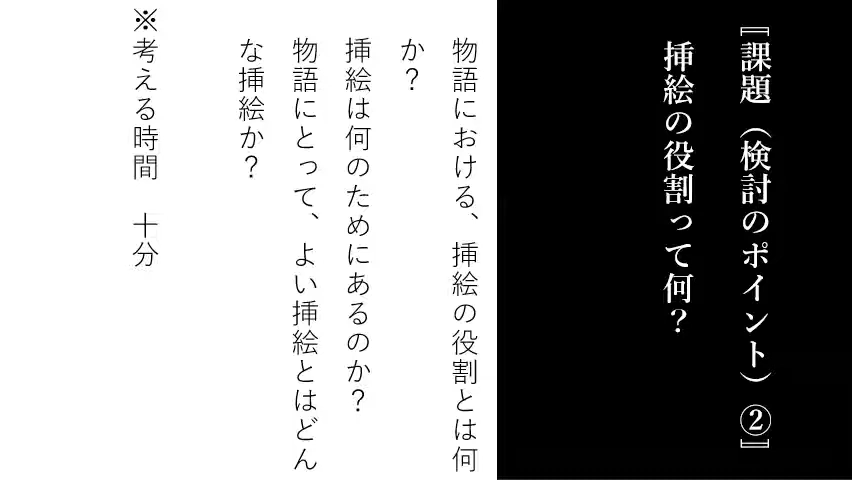 『課題（検討のポイント）②』
挿絵の役割って何？
物語における、挿絵の役割とは何
か？
挿絵は何のためにあるのか？
物語にとって、よい挿絵とはどん
な挿絵か？
※考える時間　十分